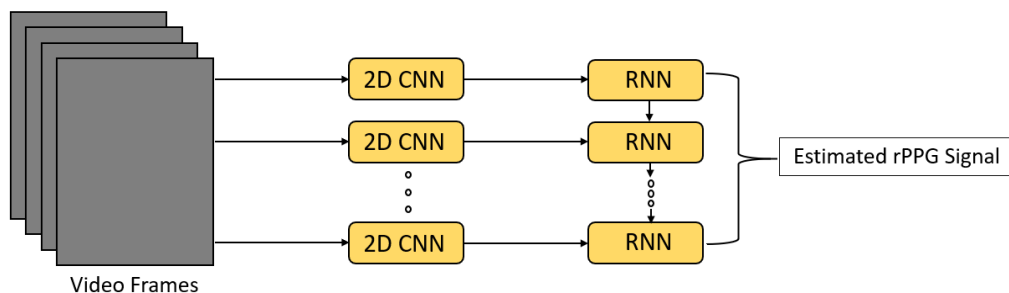 2D CNN
RNN
2D CNN
RNN
Estimated rPPG Signal
2D CNN
RNN
Video Frames